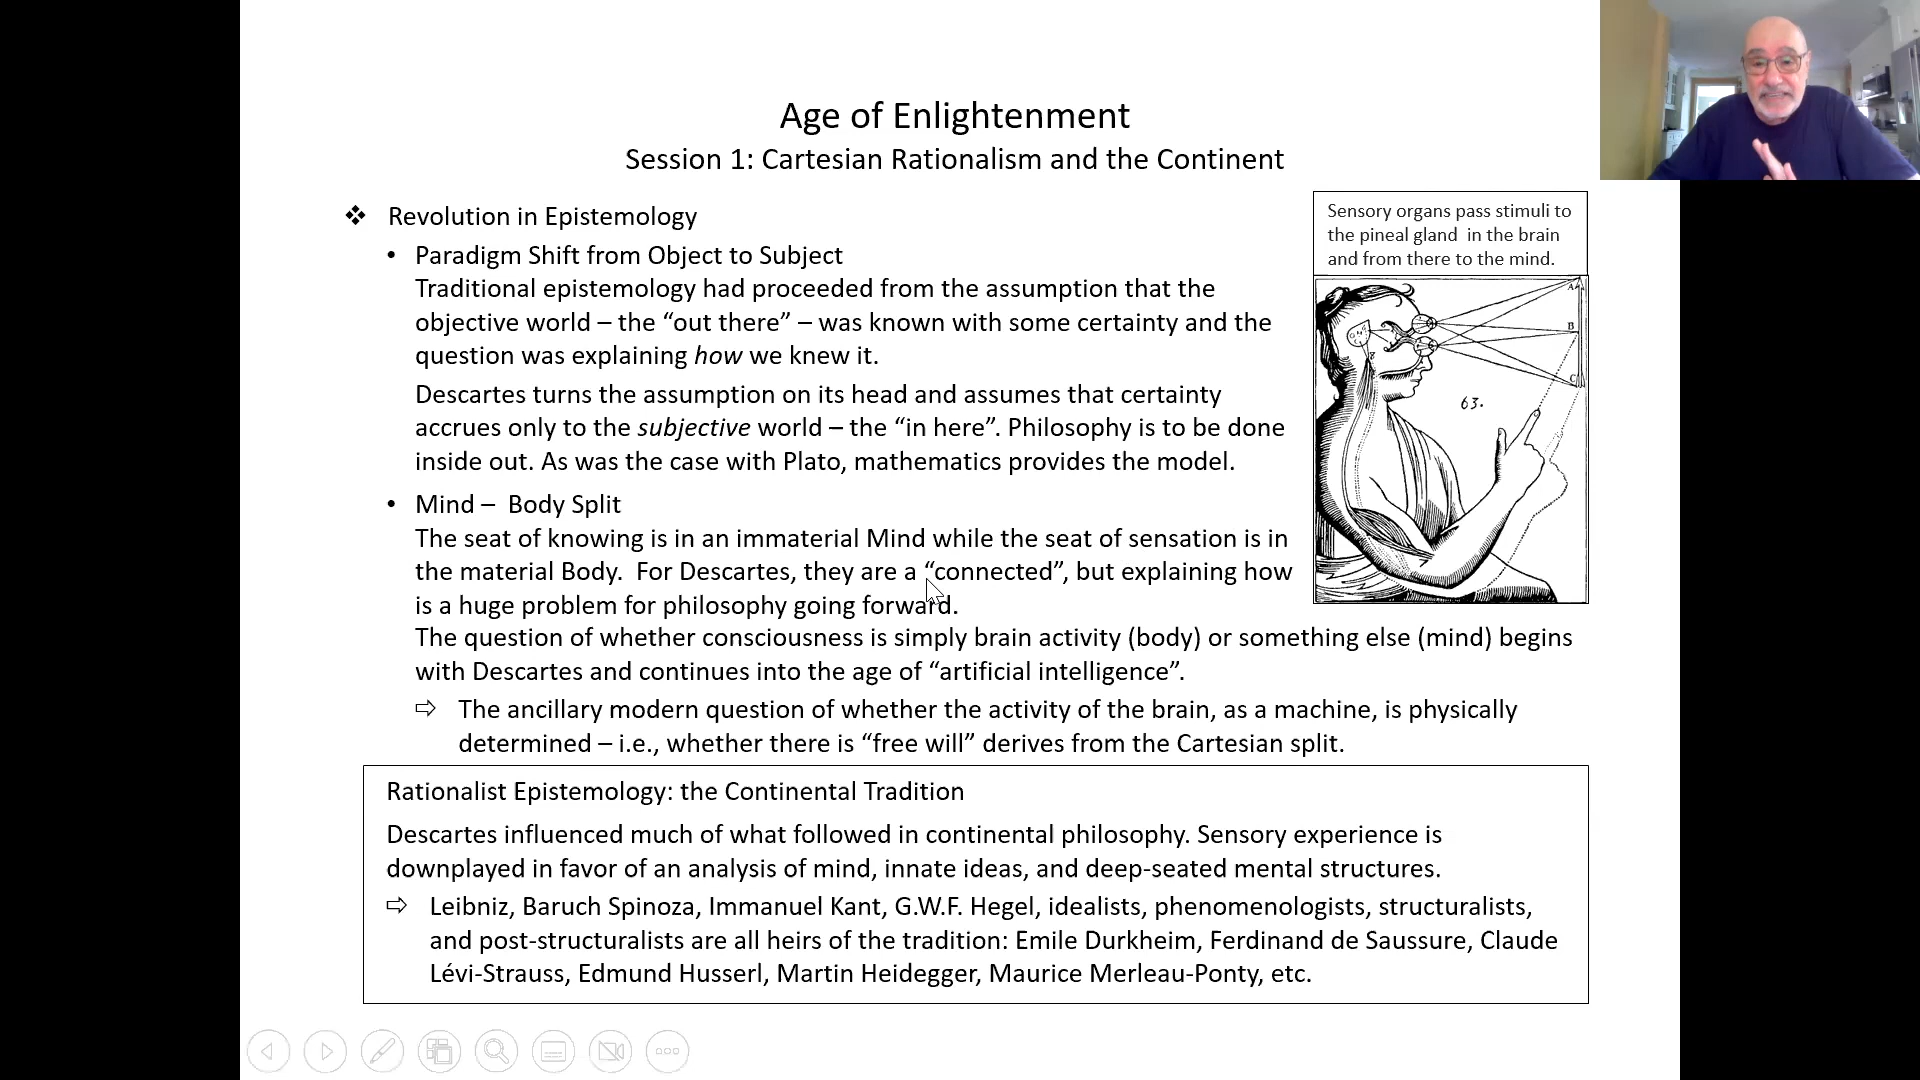 Age of Enlightenment
Session 1: Cartesian Rationalism and the Continent
❖ Revolution in Epistemology
• Paradigm Shift from Object to Subject
Traditional epistemology had proceeded from the assumption that the
objective world – the “out there” – was known with some certainty and the
question was explaining how we knew it.
Descartes turns the assumption on its head and assumes that certainty
accrues only to the subjective world – the “in here”. Philosophy is to be done
inside out. As was the case with Plato, mathematics provides the model.
• Mind – Body Split
The seat of knowing is in an immaterial Mind while the seat of sensation is in
the material Body. For Descartes, they are a “connected”, but explaining how
is a huge problem for philosophy going forward.
The question of whether consciousness is simply brain activity (body) or something else (mind) begins
with Descartes and continues into the age of “artificial intelligence”.
⇨ The ancillary modern question of whether the activity of the brain, as a machine, is physically
determined – i.e., whether there is “free will” derives from the Cartesian split.
Sensory organs pass stimuli to
the pineal gland in the brain
and from there to the mind.
A
B
C
63.
Rationalist Epistemology: the Continental Tradition
Descartes influenced much of what followed in continental philosophy. Sensory experience is
downplayed in favor of an analysis of mind, innate ideas, and deep-seated mental structures.
⇨ Leibniz, Baruch Spinoza, Immanuel Kant, G.W.F. Hegel, idealists, phenomenologists, structuralists,
and post-structuralists are all heirs of the tradition: Emile Durkheim, Ferdinand de Saussure, Claude
Lévi-Strauss, Edmund Husserl, Martin Heidegger, Maurice Merleau-Ponty, etc.